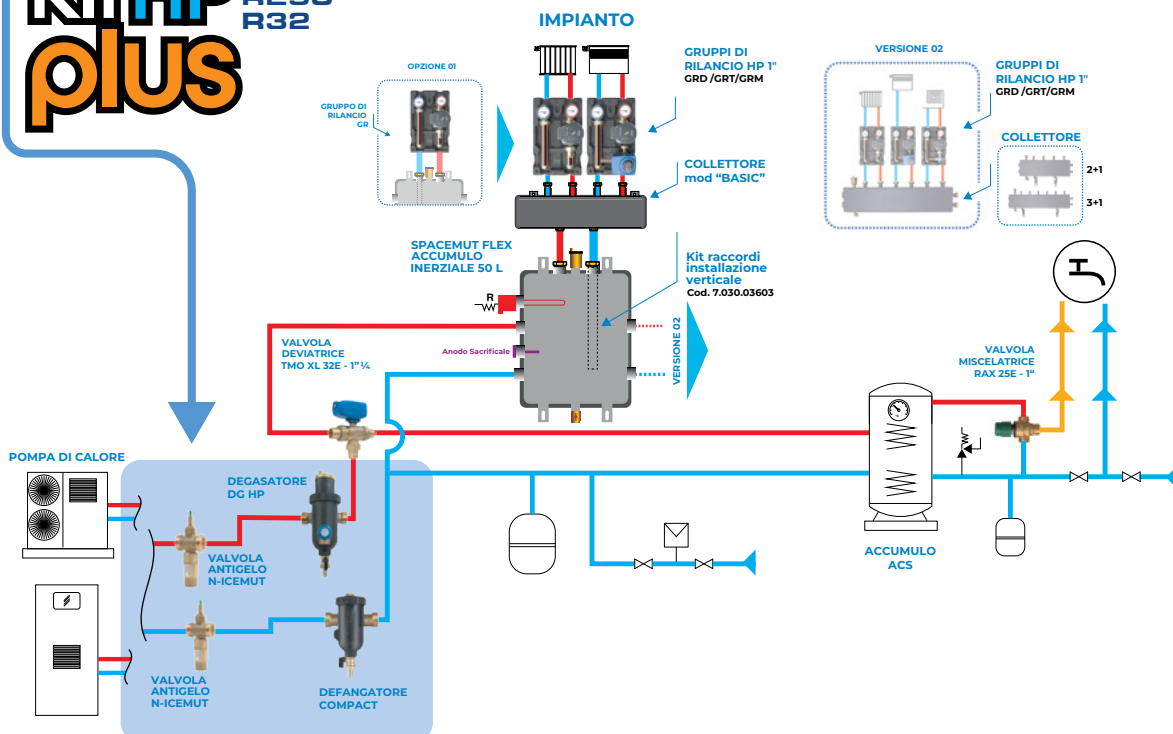 R32
plus
IMPIANTO
OPZIONE 01
GRUPPO DI
RILANCIO
GR
GRUPPI DI
RILANCIO HP 1"
GRD /GRT/GRM
COLLETTORE
mod “BASIC”
VERSIONE 02
GRUPPI DI
RILANCIO HP 1"
GRD /GRT/GRM
COLLETTORE
2+1
3+1
SPACEMUT FLEX
ACCUMULO
INERZIALE 50 L
Kit raccordi
installazione
verticale
Cod. 7.030.03603
R
Anodo Sacrificale
VERSIONE 02
VALVOLA
DEVIATRICE
TMO XL 32E - 1” ¼
VALVOLA
MISCELATRICE
RAX 25E - 1“
POMPA DI CALORE
DEGASATORE
DG HP
VALVOLA
ANTIGELO
N-ICEMUT
ACCUMULO
ACS
VALVOLA
ANTIGELO
N-ICEMUT
DEFANGATORE
COMPACT